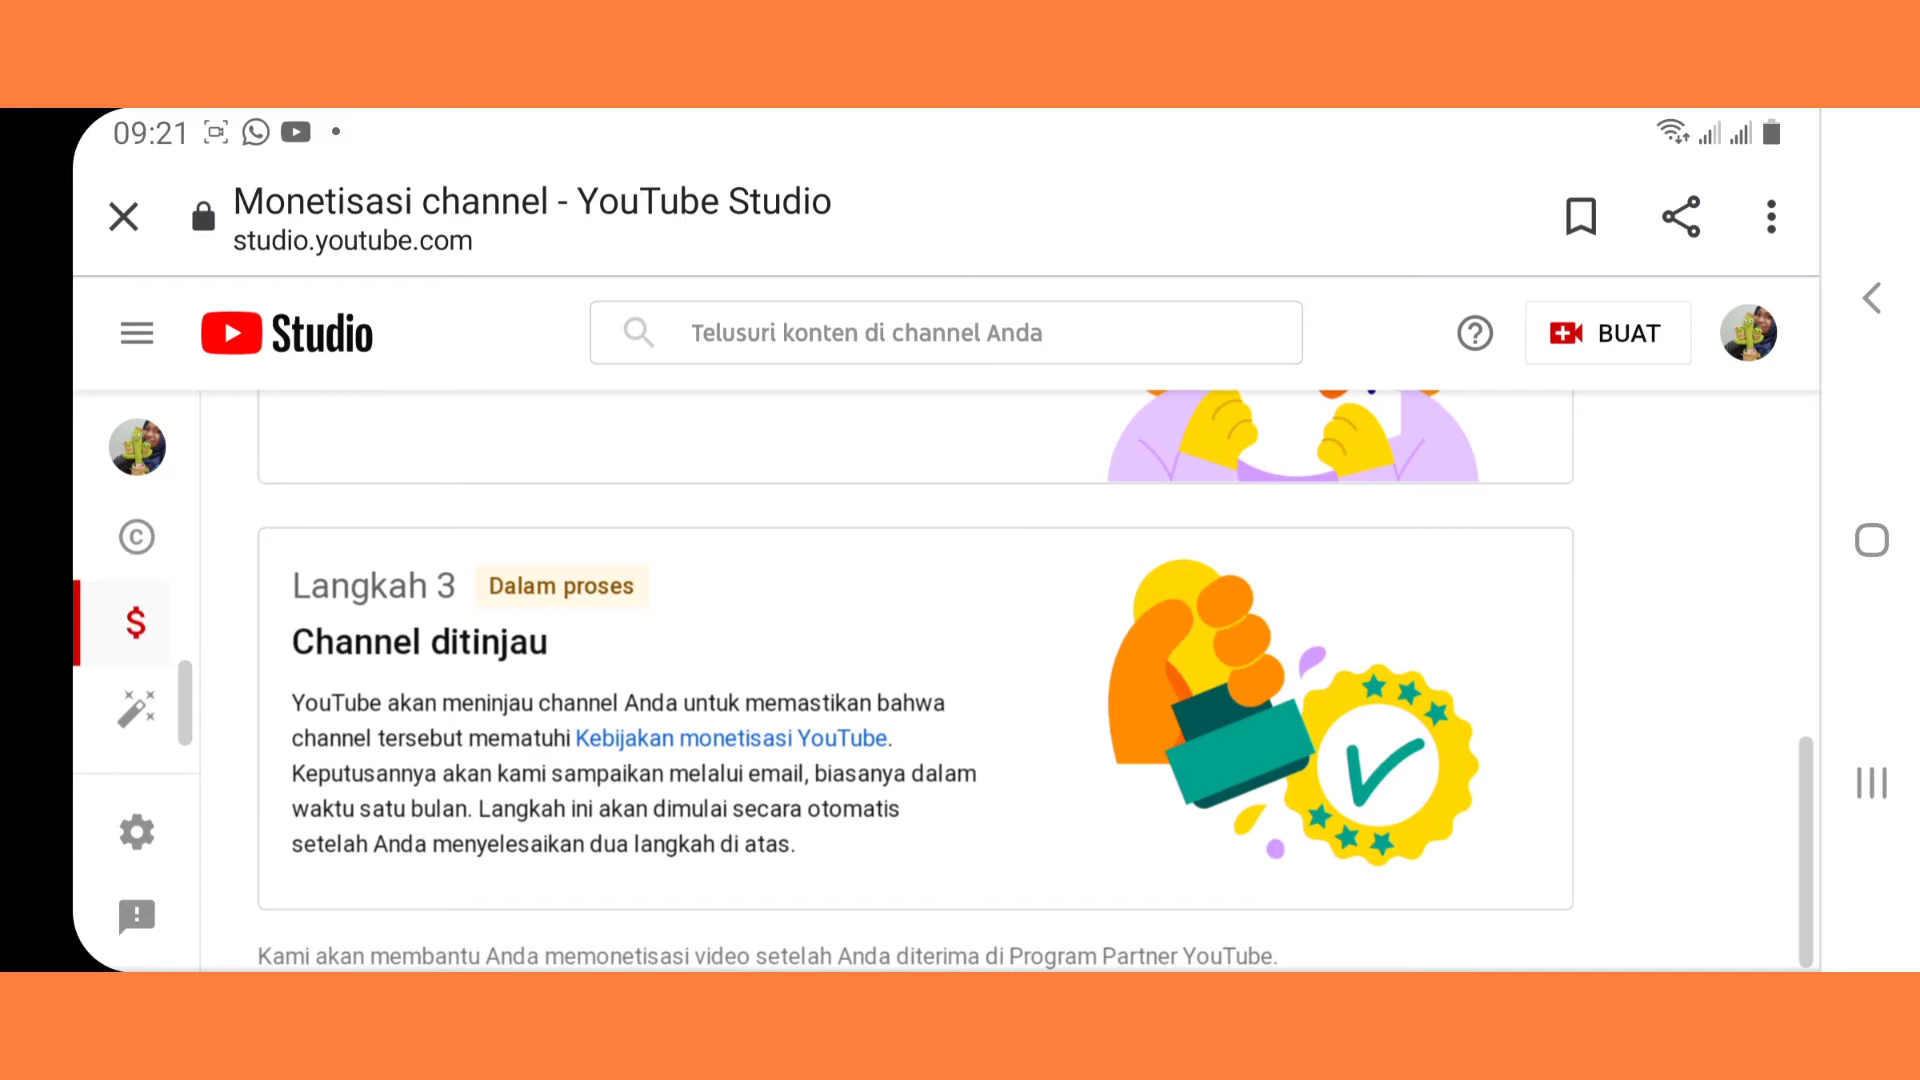 09:21
Monetisasi channel - YouTube Studio
studio.youtube.com
Studio
Telusuri konten di channel Anda
BUAT
Langkah 3 Dalam proses
Channel ditinjau
YouTube akan meninjau channel Anda untuk memastikan bahwa
channel tersebut mematuhi Kebijakan monetisasi YouTube.
Keputusannya akan kami sampaikan melalui email, biasanya dalam
waktu satu bulan. Langkah ini akan dimulai secara otomatis
setelah Anda menyelesaikan dua langkah di atas.
Kami akan membantu Anda memonetisasi video setelah Anda diterima di Program Partner YouTube.